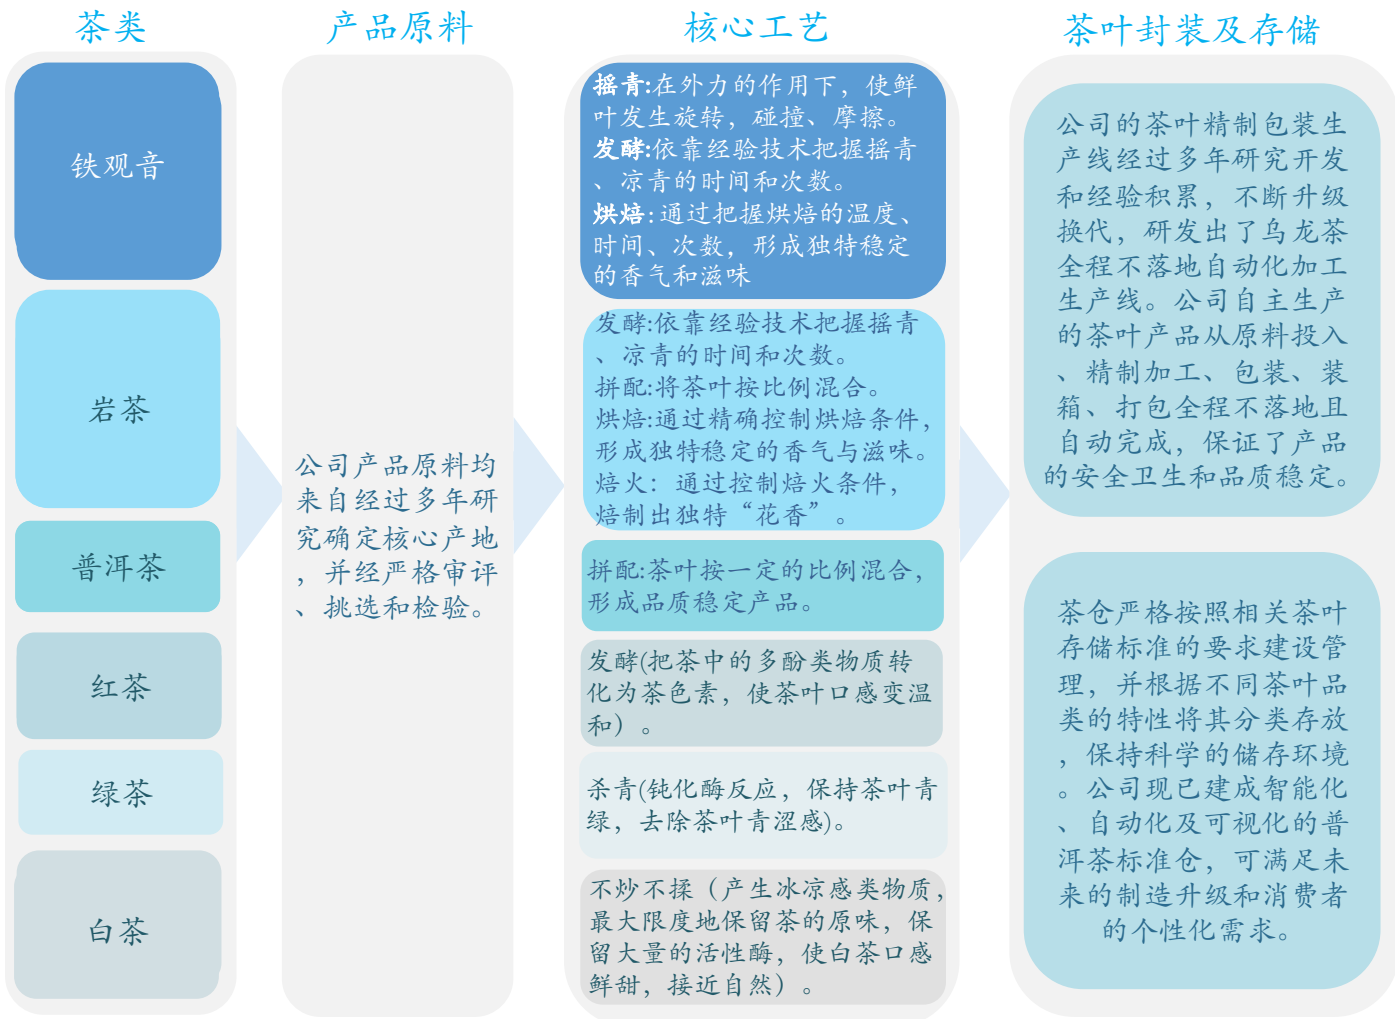 茶类
产品原料
核心工艺
茶叶封装及存储
铁观音
岩茶
普洱茶
红茶
绿茶
白茶
公司产品原料均
来自经过多年研
究确定核心产地
，并经严格审评
、挑选和检验。
摇青:在外力的作用下，使鲜
叶发生旋转，碰撞、摩擦。
发酵:依靠经验技术把握摇青
、凉青的时间和次数。
烘焙:通过把握烘焙的温度、
时间、次数，形成独特稳定
的香气和滋味
发酵:依靠经验技术把握摇青
、凉青的时间和次数。
拼配:将茶叶按比例混合。
烘焙:通过精确控制烘焙条件，
形成独特稳定的香气与滋味。
焙火：通过控制焙火条件，
焙制出独特“花香”。
拼配:茶叶按一定的比例混合，
形成品质稳定产品。
发酵(把茶中的多酚类物质转
化为茶色素，使茶叶口感变温
和）。
杀青(钝化酶反应，保持茶叶青
绿，去除茶叶青涩感)。
不炒不揉（产生冰凉感类物质，
最大限度地保留茶的原味，保
留大量的活性酶，使白茶口感
鲜甜，接近自然）。
公司的茶叶精制包装生
产线经过多年研究开发
和经验积累，不断升级
换代，研发出了乌龙茶
全程不落地自动化加工
生产线。公司自主生产
的茶叶产品从原料投入
、精制加工、包装、装
箱、打包全程不落地且
自动完成，保证了产品
的安全卫生和品质稳定。
茶仓严格按照相关茶叶
存储标准的要求建设管
理，并根据不同茶叶品
类的特性将其分类存放
，保持科学的储存环境
。公司现已建成智能化
、自动化及可视化的普
洱茶标准仓，可满足未
来的制造升级和消费者
的个性化需求。